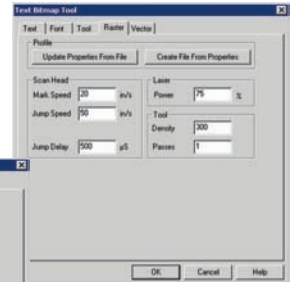 Text Bitmap Tool
Text Font Tool Raster Vector
Profile
Update Properties From File Create File From Properties
Scan Head Laser
Mark Speed 20 in/s Power 75 %
Jump Speed 50 in/s Tool
Density 300
Jump Delay 500 µS Passes 1
OK Cancel Help